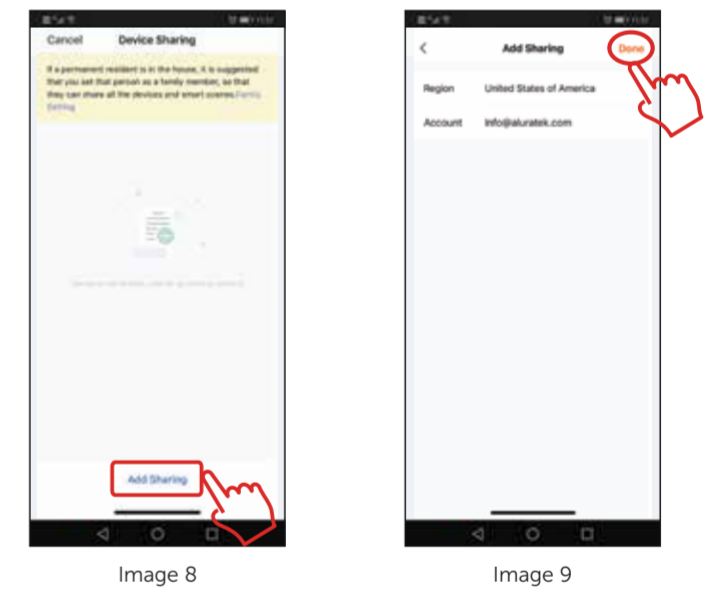 Cancel Device Sharing
If a permanent resident is in the house, it is suggested
that you set that person as a family member, so that
they can share all the devices and smart scenes.Family
Setting
Add Sharing
Image 8
Add Sharing Done
Region United States of America
Account info@aluratek.com
Image 9